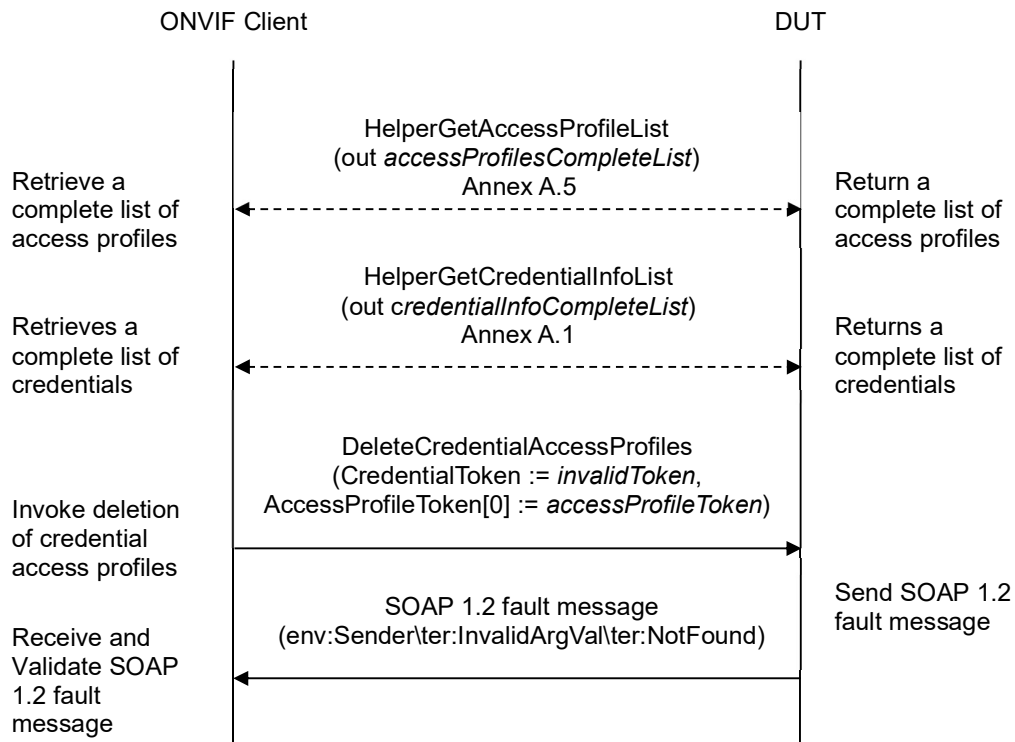 ONVIF Client
DUT
HelperGetAccessProfileList
(out accessProfilesCompleteList)
Annex A.5
Retrieve a
complete list of
access profiles
Return a
complete list of
access profiles
HelperGetCredentialInfoList
(out credentialInfoCompleteList)
Annex A.1
Retrieves a
complete list of
credentials
Returns a
complete list of
credentials
DeleteCredentialAccessProfiles
(CredentialToken := invalidToken,
AccessProfileToken[0] := accessProfileToken)
Invoke deletion
of credential
access profiles
SOAP 1.2 fault message
(env:Sender\ter:InvalidArgVal\ter:NotFound)
Send SOAP 1.2
fault message
Receive and
Validate SOAP
1.2 fault
message